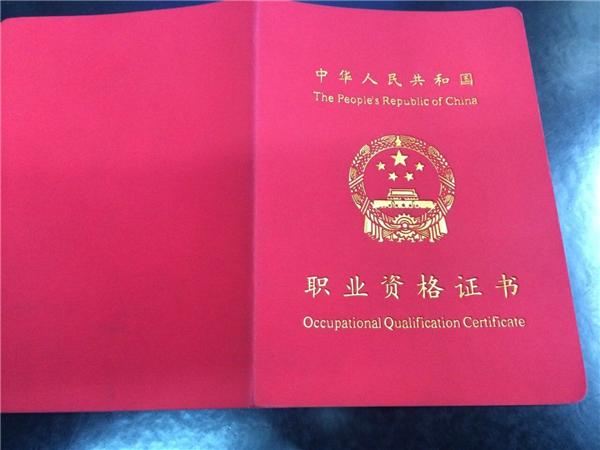 中华人民共和国
The People's Republic of China
职业资格证书
Occupational Qualification Certificate